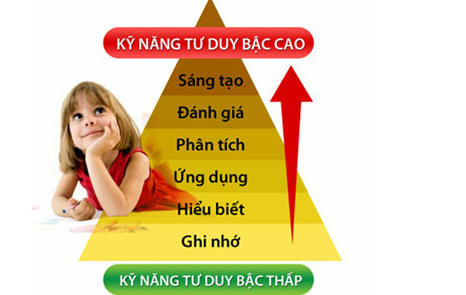 KỸ NĂNG TƯ DUY BẬC CAO
Sáng tạo
Đánh giá
Phân tích
Ứng dụng
Hiểu biết
Ghi nhớ
KỸ NĂNG TƯ DUY BẬC THẤP